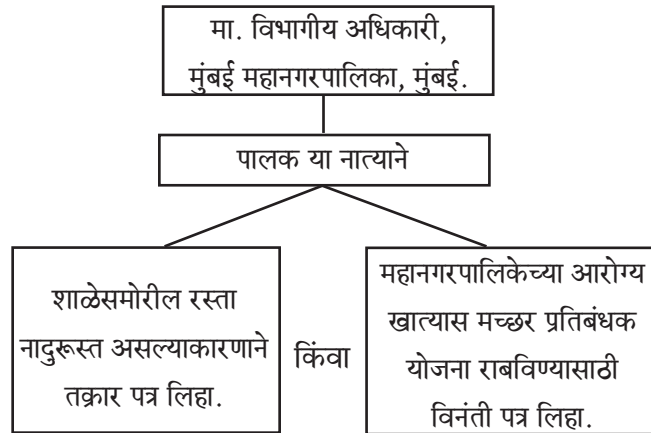 मा. विभागीय अधिकारी,
मुंबई महानगरपालिका, मुंबई.
पालक या नात्याने
शाळेसमोरील रस्ता
नादुरूस्त असल्याकारणाने
तक्रार पत्र लिहा.
किंवा
महानगरपालिकेच्या आरोग्य
खात्यास मच्छर प्रतिबंधक
योजना राबविण्यासाठी
विनंती पत्र लिहा.